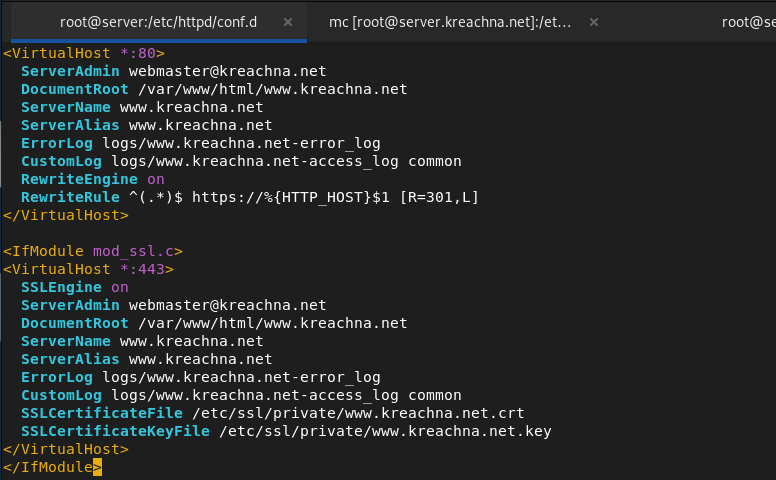 root@server:/etc/httpd/conf.d × mc [root@server.kreachna.net]:/et... × root@se
<VirtualHost *:80>
  ServerAdmin webmaster@kreachna.net
  DocumentRoot /var/www/html/www.kreachna.net
  ServerName www.kreachna.net
  ServerAlias www.kreachna.net
  ErrorLog logs/www.kreachna.net-error_log
  CustomLog logs/www.kreachna.net-access_log common
  RewriteEngine on
  RewriteRule ^(.*)$ https://%{HTTP_HOST}$1 [R=301,L]
</VirtualHost>

<IfModule mod_ssl.c>
<VirtualHost *:443>
  SSLEngine on
  ServerAdmin webmaster@kreachna.net
  DocumentRoot /var/www/html/www.kreachna.net
  ServerName www.kreachna.net
  ServerAlias www.kreachna.net
  ErrorLog logs/www.kreachna.net-error_log
  CustomLog logs/www.kreachna.net-access_log common
  SSLCertificateFile /etc/ssl/private/www.kreachna.net.crt
  SSLCertificateKeyFile /etc/ssl/private/www.kreachna.net.key
</VirtualHost>
</IfModule>